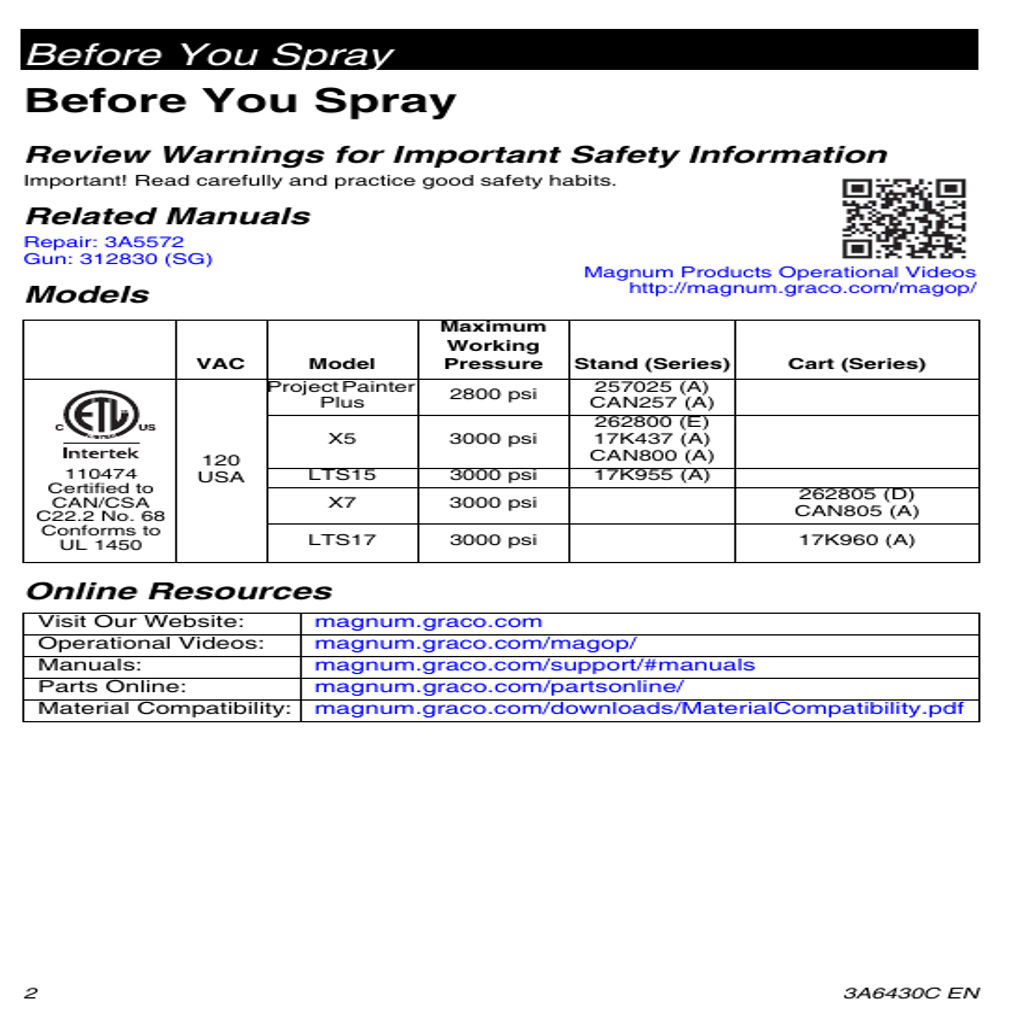 Before You Spray
Before You Spray
Review Warnings for Important Safety Information
Important! Read carefully and practice good safety habits.
Related Manuals
Repair: 3A5572
Gun: 312830 (SG)
Magnum Products Operational Videos
http://magnum.graco.com/magop/
Models
VAC Model Maximum Working Pressure Stand (Series) Cart (Series)
C ETL US
LISTED
Intertek
110474
Certified to
CAN/CSA
C22.2 No. 68
Conforms to
UL 1450
120
USA
Project Painter Plus 2800 psi 257025 (A) CAN257 (A)
X5 3000 psi 262800 (E) 17K437 (A) CAN800 (A)
LTS15 3000 psi 17K955 (A)
X7 3000 psi 262805 (D) CAN805 (A)
LTS17 3000 psi 17K960 (A)
Online Resources
Visit Our Website: magnum.graco.com
Operational Videos: magnum.graco.com/magop/
Manuals: magnum.graco.com/support/#manuals
Parts Online: magnum.graco.com/partsonline/
Material Compatibility: magnum.graco.com/downloads/MaterialCompatibility.pdf
2 3A6430C EN